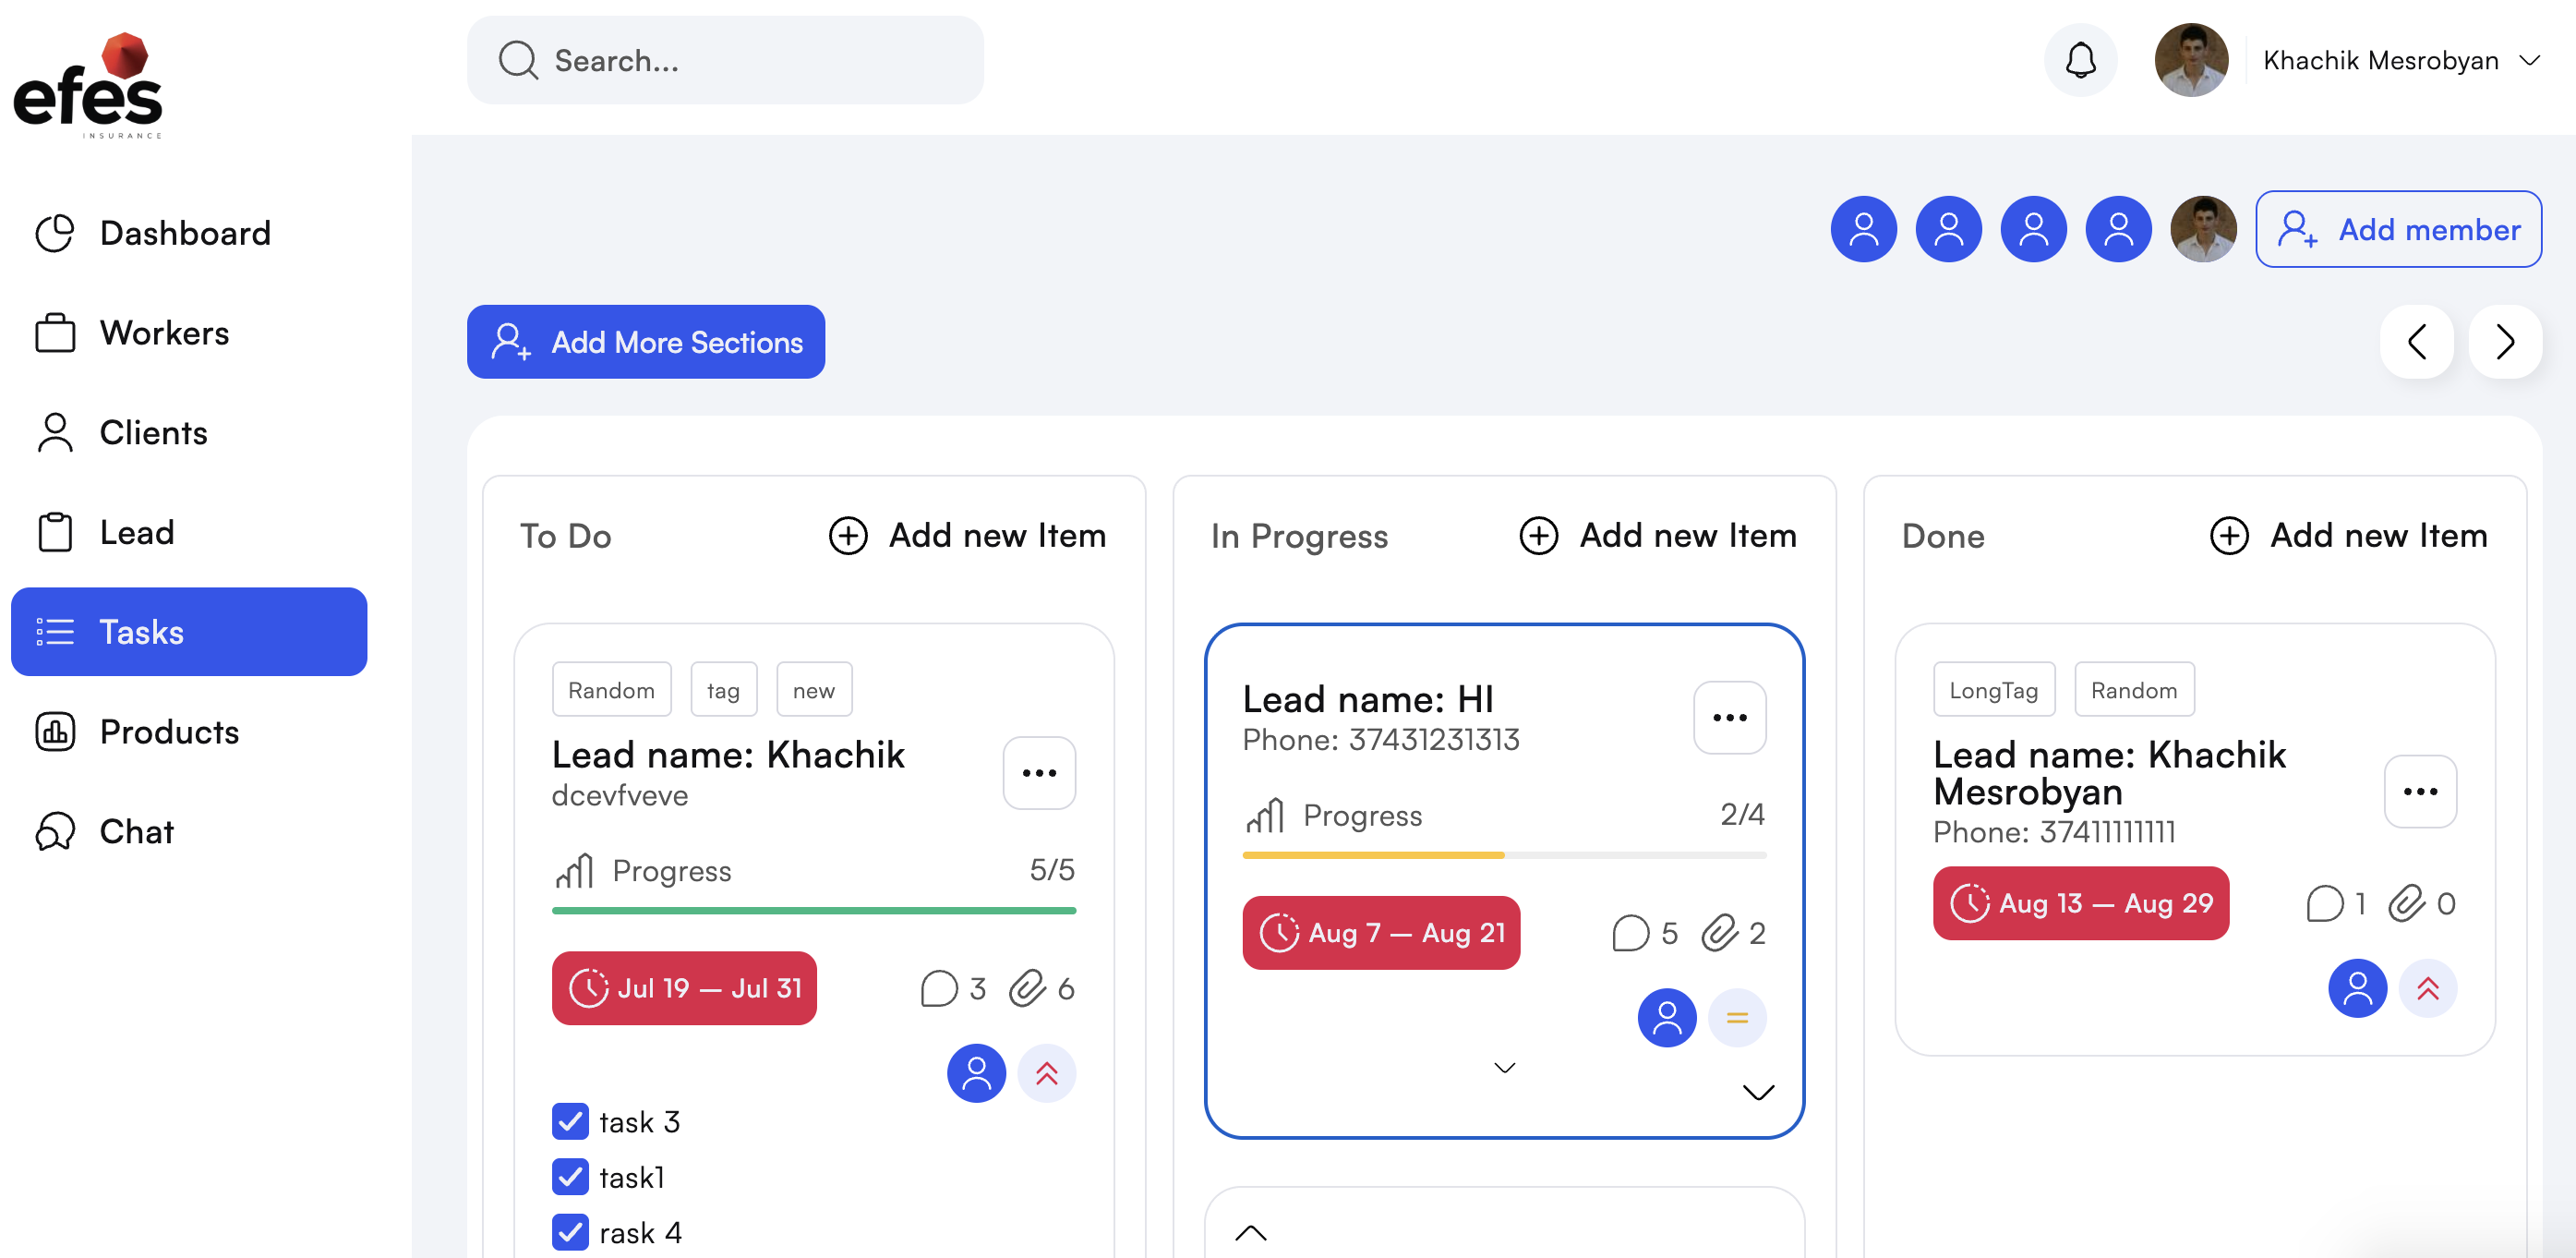 efes
INSURANCE
Search...
Khachik Mesrobyan
Dashboard
Workers
Clients
Lead
Tasks
Products
Chat
Add member
Add More Sections
To Do
Add new Item
Random
tag
new
Lead name: Khachik
dcevfveve
Progress
5/5
Jul 19 — Jul 31
3
6
task 3
task1
rask 4
In Progress
Add new Item
Lead name: HI
Phone: 37431231313
Progress
2/4
Aug 7 — Aug 21
5
2
Done
Add new Item
LongTag
Random
Lead name: Khachik
Mesrobyan
Phone: 37411111111
Aug 13 — Aug 29
1
0